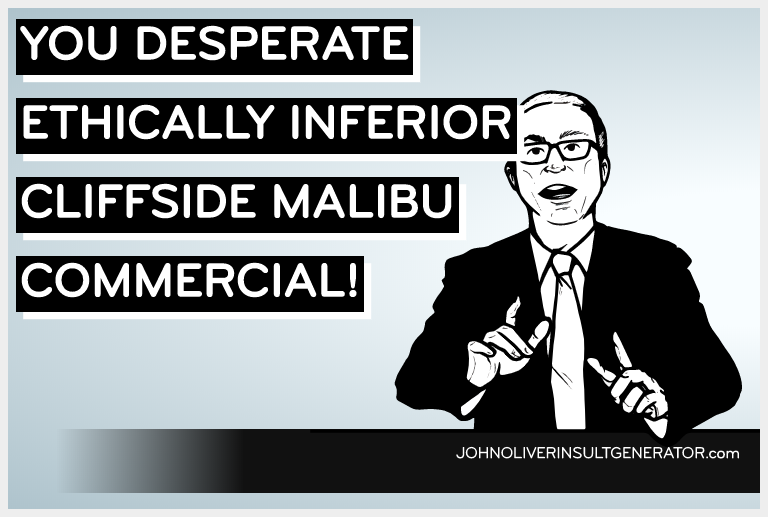 YOU DESPERATE
ETHICALLY INFERIOR
CLIFFSIDE MALIBU
COMMERCIAL!
JOHNOLIVERINSULTGENERATOR.com